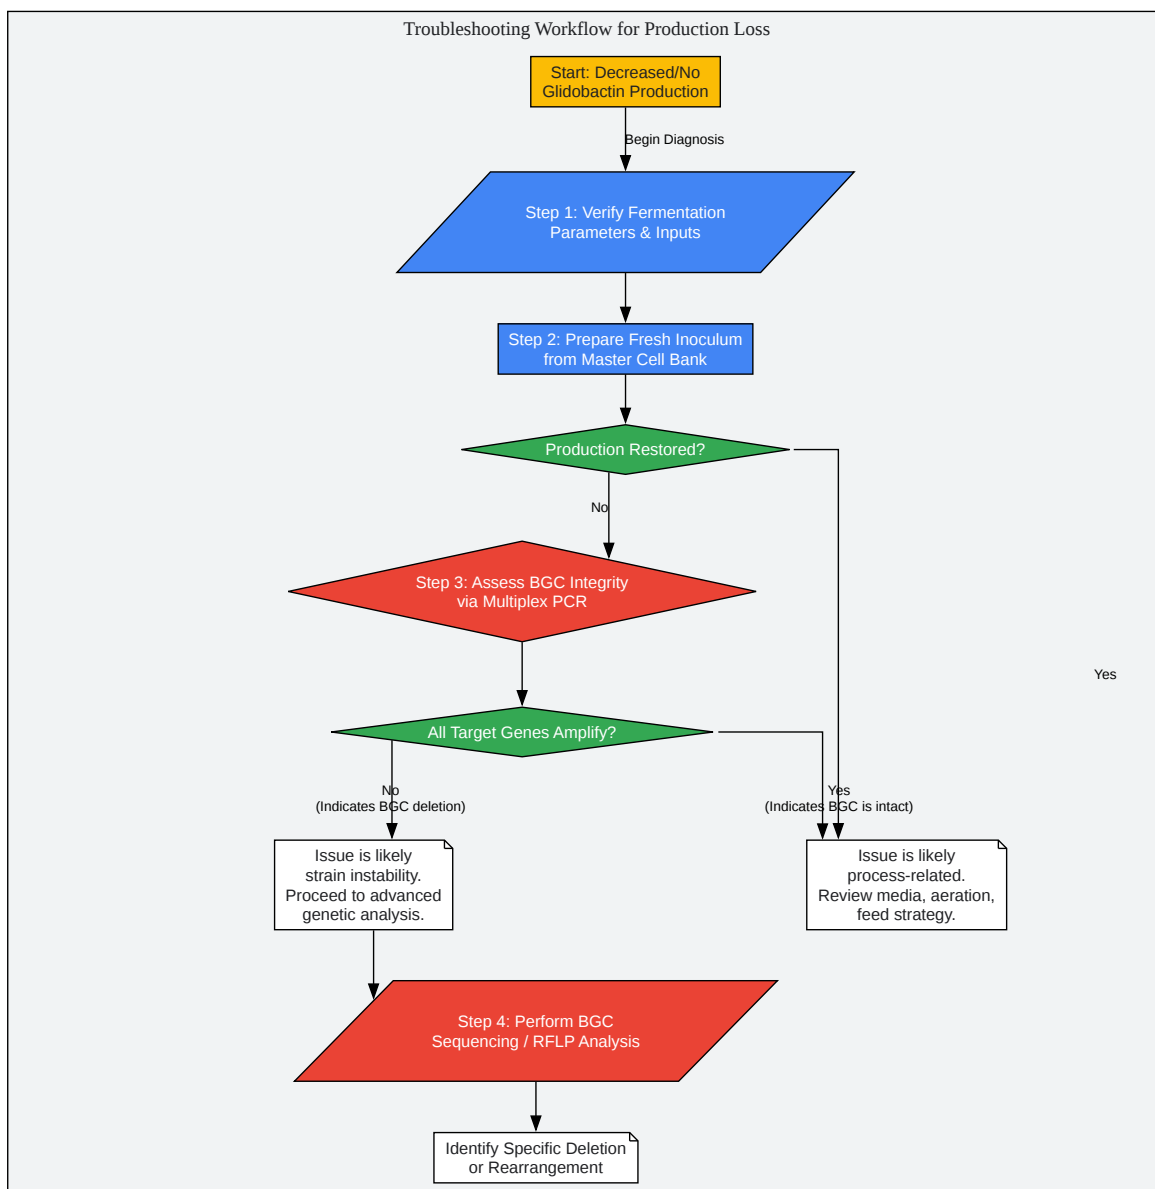 Troubleshooting Workflow for Production Loss
Start: Decreased/No
Glidobactin Production
Begin Diagnosis
Step 1: Verify Fermentation
Parameters & Inputs
Step 2: Prepare Fresh Inoculum
from Master Cell Bank
Production Restored?
No
Step 3: Assess BGC Integrity
via Multiplex PCR
Yes
All Target Genes Amplify?
No
(Indicates BGC deletion)
Yes
(Indicates BGC is intact)
Issue is likely
strain instability.
Proceed to advanced
genetic analysis.
Issue is likely
process-related.
Review media, aeration,
feed strategy.
Step 4: Perform BGC
Sequencing / RFLP Analysis
Identify Specific Deletion
or Rearrangement